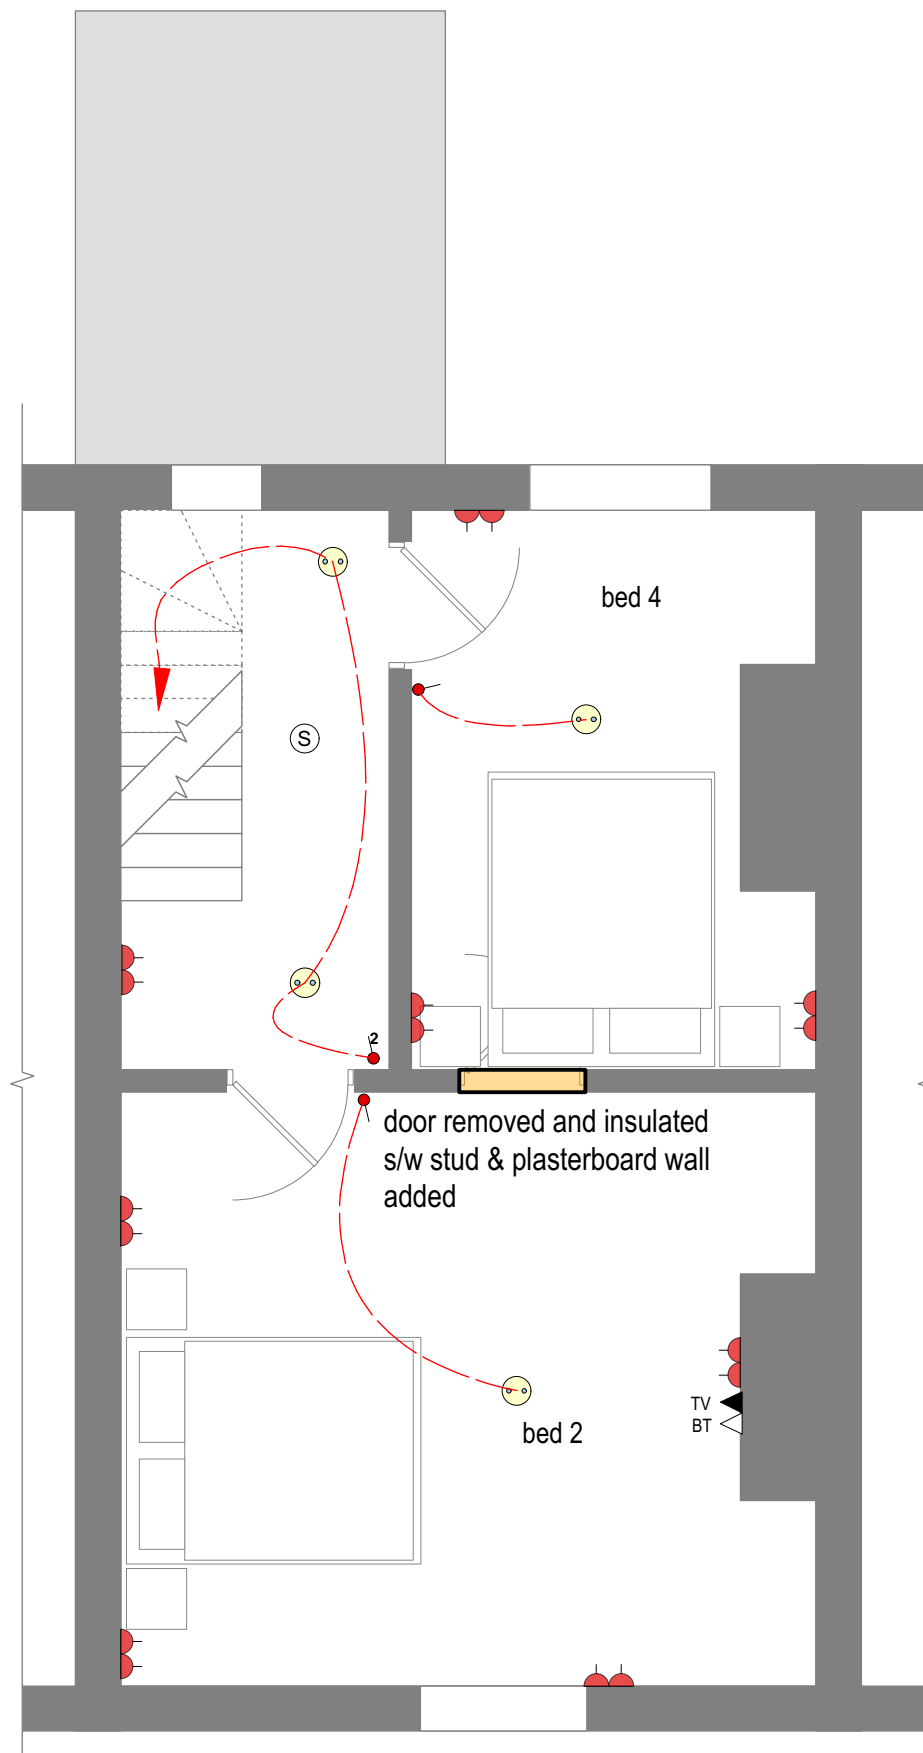 bed 4
S
2
door removed and insulated
s/w stud & plasterboard wall
added
TV
BT
bed 2